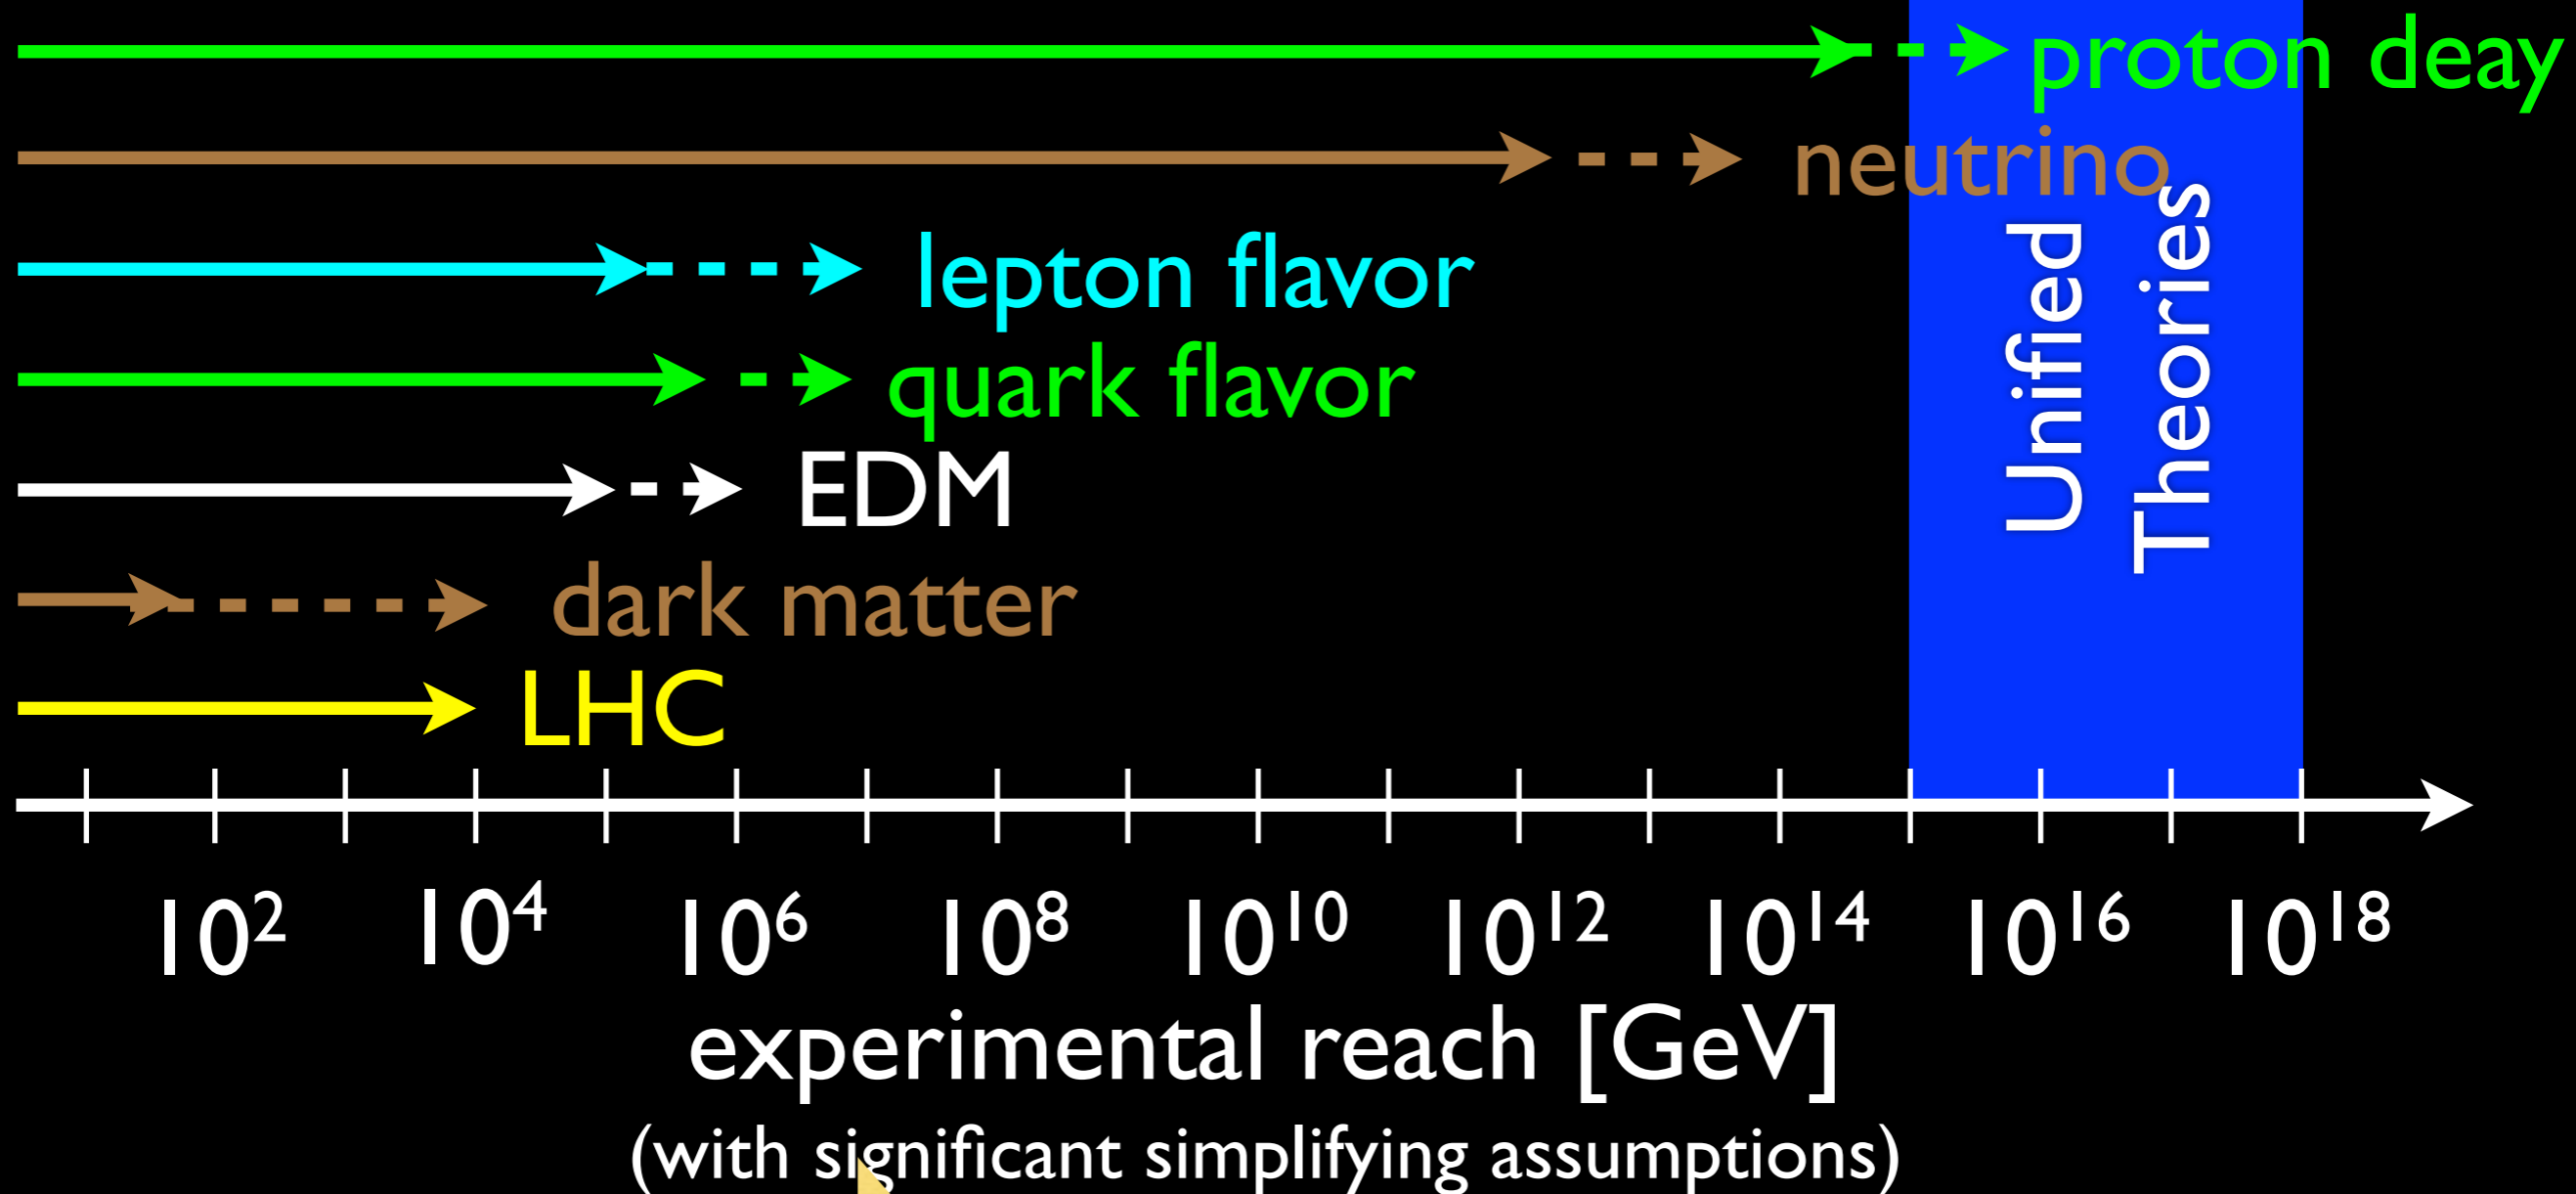 proton deay
neutrino
Unified
Theories
lepton flavor
quark flavor
EDM
dark matter
LHC
10² 10⁴ 10⁶ 10⁸ 10¹⁰ 10¹² 10¹⁴ 10¹⁶ 10¹⁸
experimental reach [GeV]
(with significant simplifying assumptions)